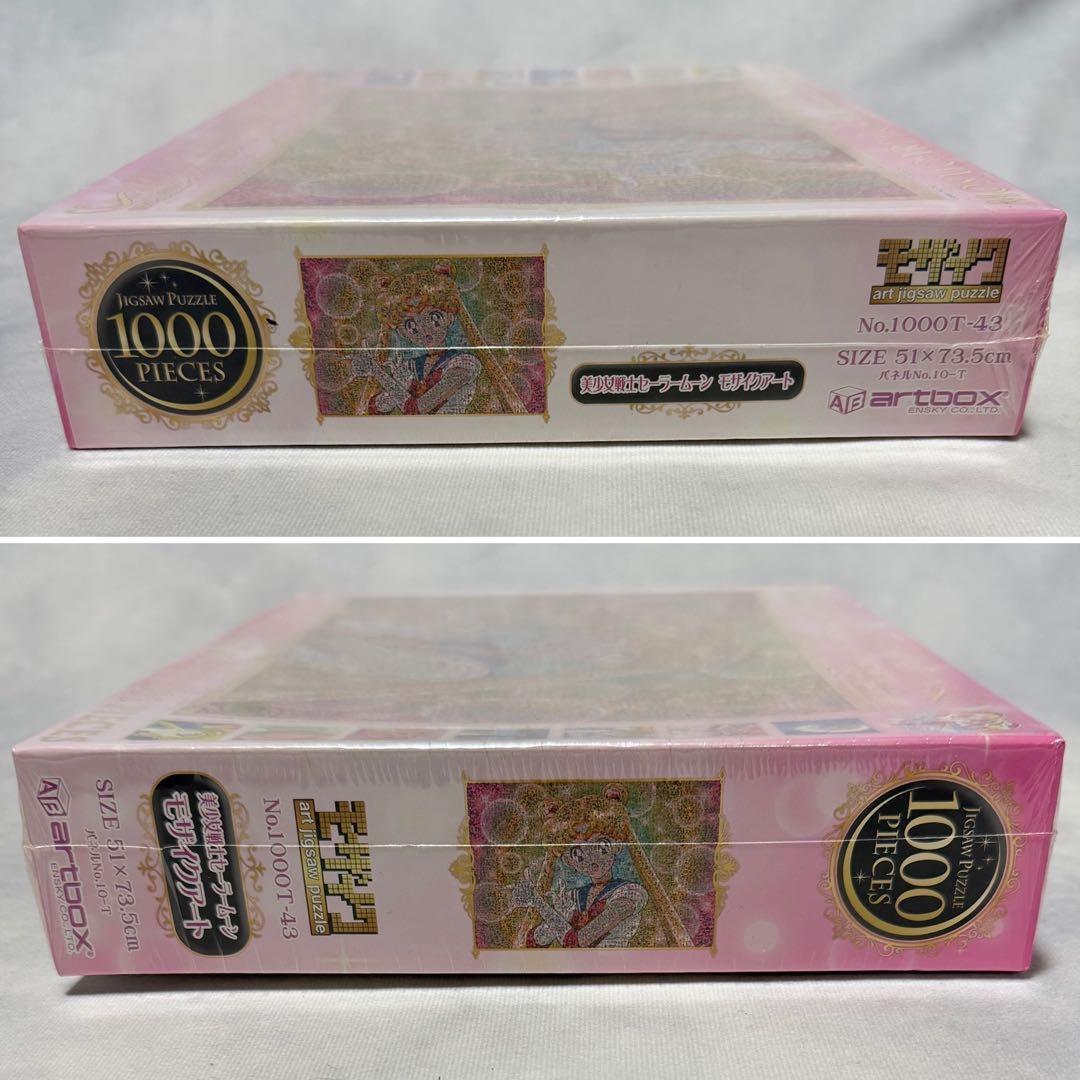 JIGSAW PUZZLE
1000
PIECES
モザイク
art jigsaw puzzle
No.1000T-43
SIZE 51×73.5cm
パネルNo.10-T
美少女戦士セーラームーン モザイクアート
AB artbox
ENSKY CO.,LTD.
AB artbox
ENSKY CO.,LTD.
SIZE 51×73.5cm
パネルNo.10-T
美少女戦士セーラームーン
モザイクアート
No.1000T-43
モザイク
art jigsaw puzzle
JIGSAW PUZZLE
1000
PIECES